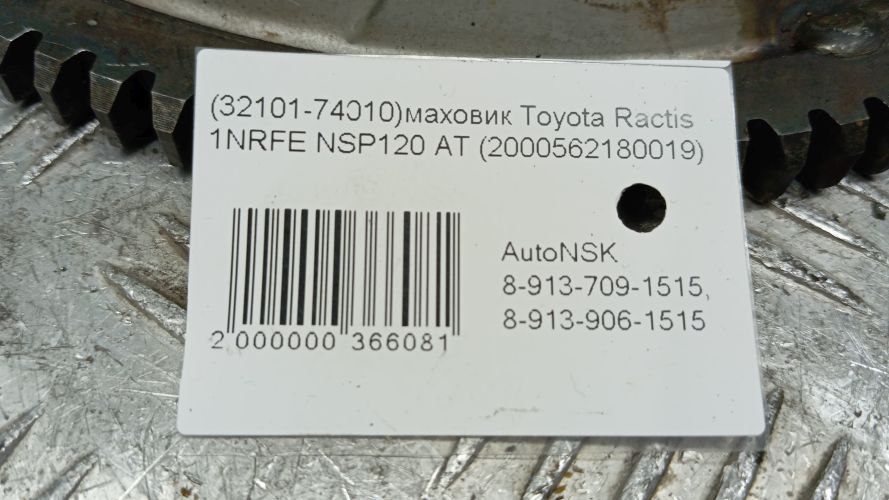 (32101-74010)маховик Toyota Ractis
1NRFE NSP120 AT (2000562180019)
AutoNSK
8-913-709-1515,
8-913-906-1515
2 000000 366081